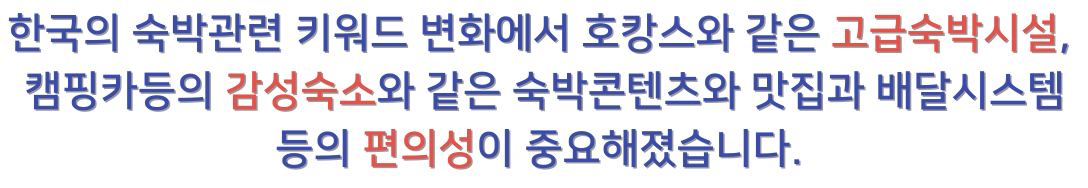 한국의 숙박관련 키워드 변화에서 호캉스와 같은 고급숙박시설,
캠핑카등의 감성숙소와 같은 숙박콘텐츠와 맛집과 배달시스템
등의 편의성이 중요해졌습니다.